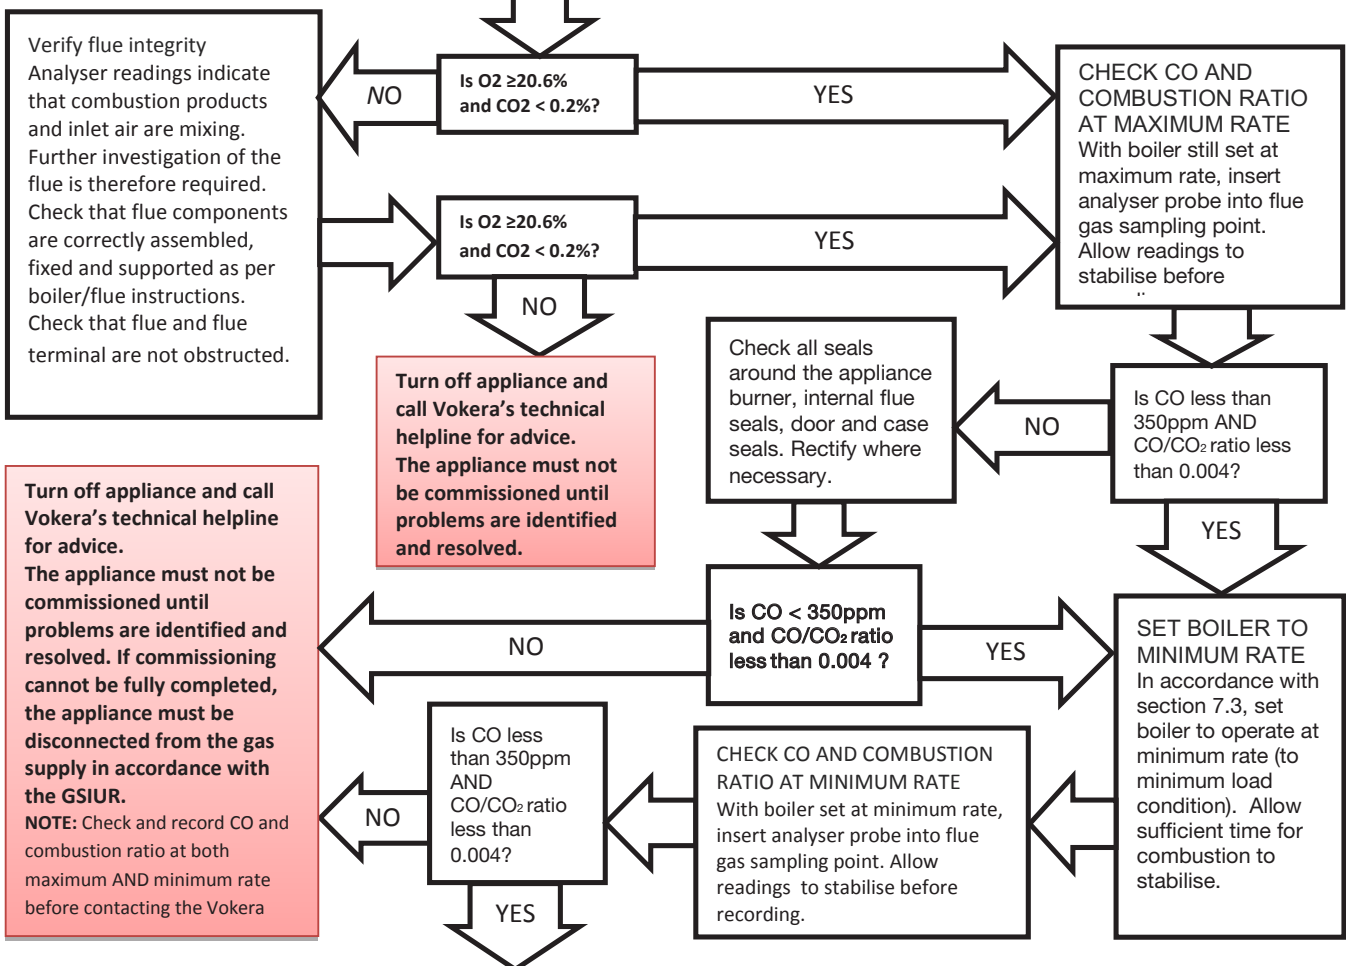 Verify flue integrity
Analyser readings indicate
that combustion products
and inlet air are mixing.
Further investigation of the
flue is therefore required.
Check that flue components
are correctly assembled,
fixed and supported as per
boiler/flue instructions.
Check that flue and flue
terminal are not obstructed.
NO
Is O2 ≥20.6%
and CO2 < 0.2%?
YES
CHECK CO AND
COMBUSTION RATIO
AT MAXIMUM RATE
With boiler still set at
maximum rate, insert
analyser probe into flue
gas sampling point.
Allow readings to
stabilise before
Is O2 ≥20.6%
and CO2 < 0.2%?
YES
NO
Turn off appliance and
call Vokera's technical
helpline for advice.
The appliance must not
be commissioned until
problems are identified
and resolved.
Check all seals
around the appliance
burner, internal flue
seals, door and case
seals. Rectify where
necessary.
NO
Is CO less than
350ppm AND
CO/CO₂ ratio less
than 0.004?
YES
Turn off appliance and call
Vokera's technical helpline
for advice.
The appliance must not be
commissioned until
problems are identified and
resolved. If commissioning
cannot be fully completed,
the appliance must be
disconnected from the gas
supply in accordance with
the GSIUR.
NOTE: Check and record CO and
combustion ratio at both
maximum AND minimum rate
before contacting the Vokera
NO
Is CO < 350ppm
and CO/CO₂ ratio
less than 0.004 ?
YES
SET BOILER TO
MINIMUM RATE
In accordance with
section 7.3, set
boiler to operate at
minimum rate (to
minimum load
condition). Allow
sufficient time for
combustion to
stabilise.
NO
Is CO less
than 350ppm
AND
CO/CO₂ ratio
less than
0.004?
CHECK CO AND COMBUSTION
RATIO AT MINIMUM RATE
With boiler set at minimum rate,
insert analyser probe into flue
gas sampling point. Allow
readings to stabilise before
recording.
YES